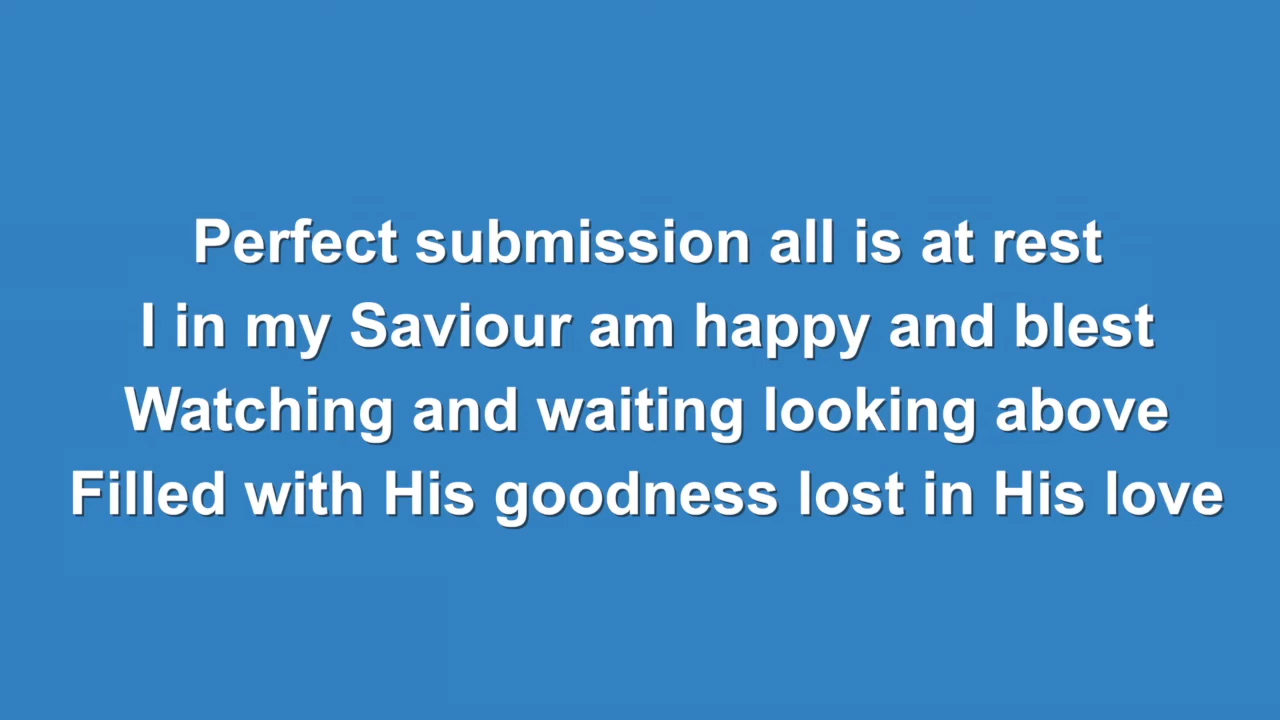 Perfect submission all is at rest
I in my Saviour am happy and blest
Watching and waiting looking above
Filled with His goodness lost in His love